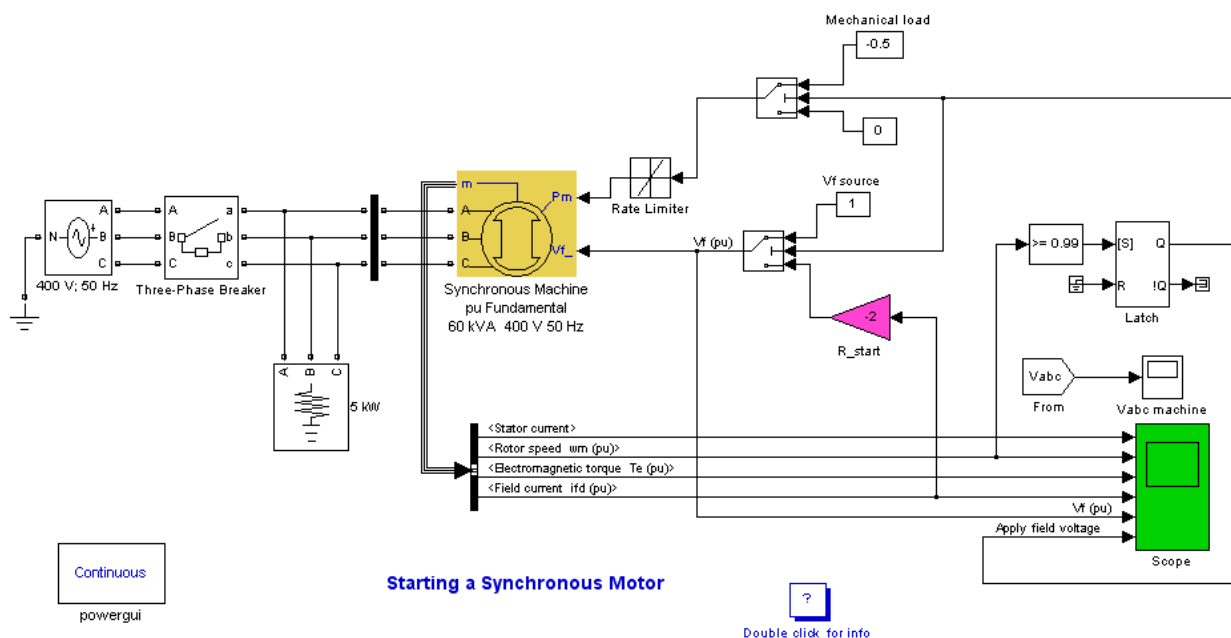 Mechanical load
-0.5
0
Rate Limiter
Vf source
1
Vf (pu)
m
Pm
A
B
C
Vf_
Synchronous Machine
pu Fundamental
60 kVA 400 V 50 Hz
N
A
B
C
400 V; 50 Hz
A
B
C
a
b
c
Three-Phase Breaker
A
B
C
5 kW
-2
R_start
>= 0.99
[S]
Q
R
!Q
Latch
Vabc
From
Vabc machine
<Stator current>
<Rotor speed wm (pu)>
<Electromagnetic torque Te (pu)>
<Field current ifd (pu)>
Vf (pu)
Apply field voltage
Scope
Continuous
powergui
Starting a Synchronous Motor
?
Double click for info